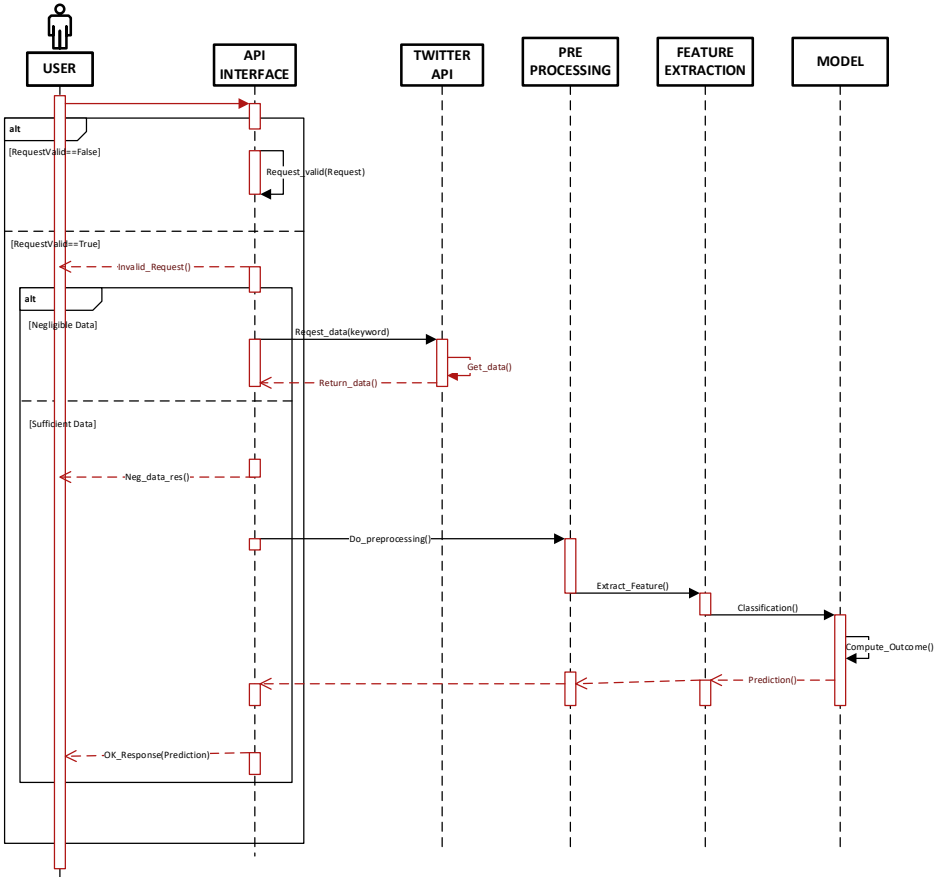 USER
API
INTERFACE
TWITTER
API
PRE
PROCESSING
FEATURE
EXTRACTION
MODEL
alt
[RequestValid==False]
Request_valid(Request)
[RequestValid==True]
Invalid_Request()
alt
[Negligible Data]
Reqest_data(keyword)
Get_data()
Return_data()
[Sufficient Data]
Neg_data_res()
Do_preprocessing()
Extract_Feature()
Classification()
Compute_Outcome()
Prediction()
OK_Response(Prediction)